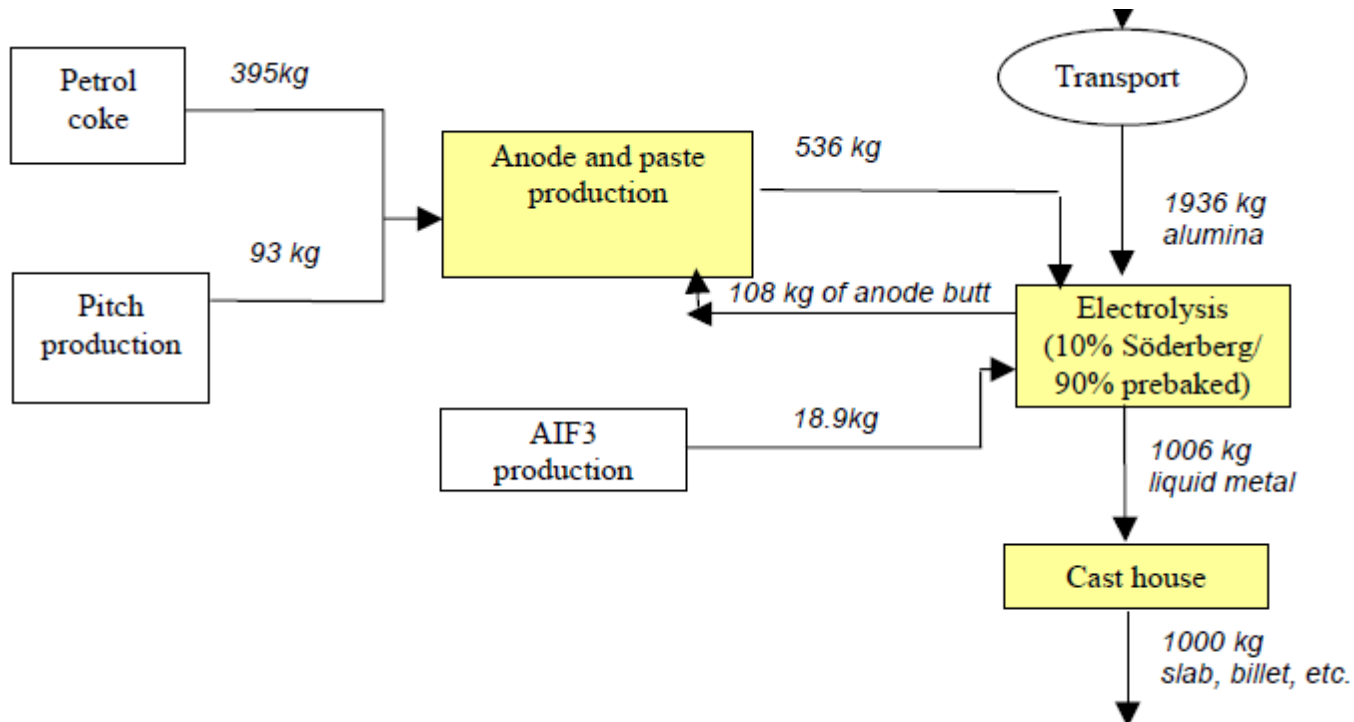 Petrol
coke
395kg
Transport
Anode and paste
production
536 kg
1936 kg
alumina
93 kg
Pitch
production
108 kg of anode butt
Electrolysis
(10% Söderberg/
90% prebaked)
AlF3
production
18.9kg
1006 kg
liquid metal
Cast house
1000 kg
slab, billet, etc.